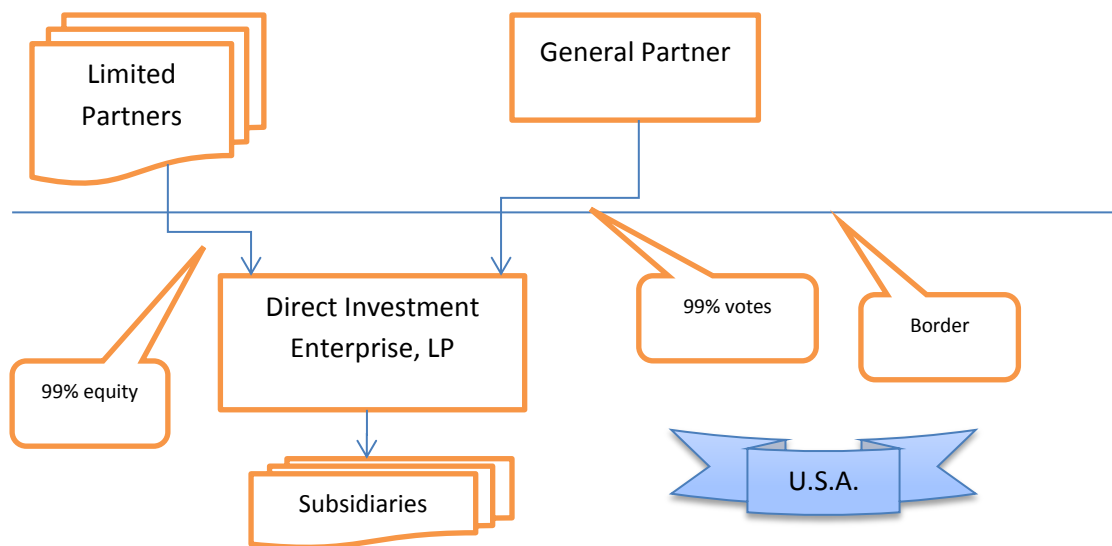 Limited
Partners
General Partner
Direct Investment
Enterprise, LP
99% votes
Border
99% equity
U.S.A.
Subsidiaries